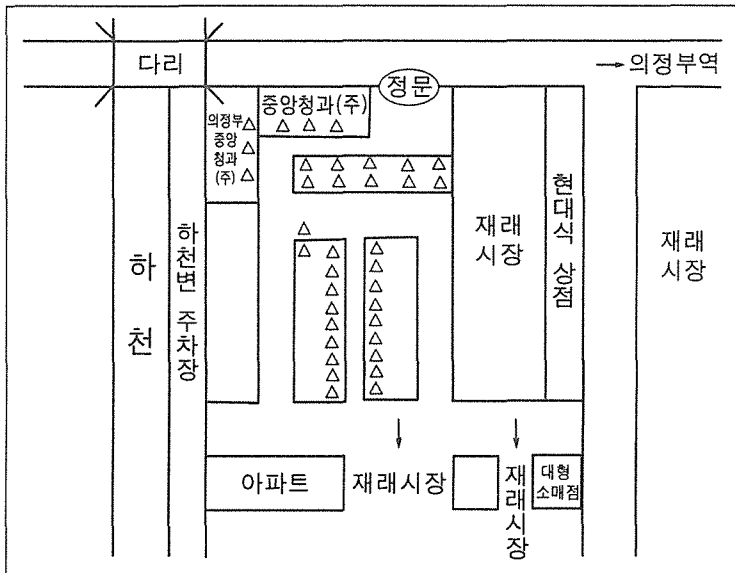 다리
정문
→ 의정부역
중앙청과(주)
의정부
중앙
청과
(주)
하천
하천변 주차장
재래
시장
현대식 상점
재래
시장
아파트
재래시장
재래시장
대형
소매점